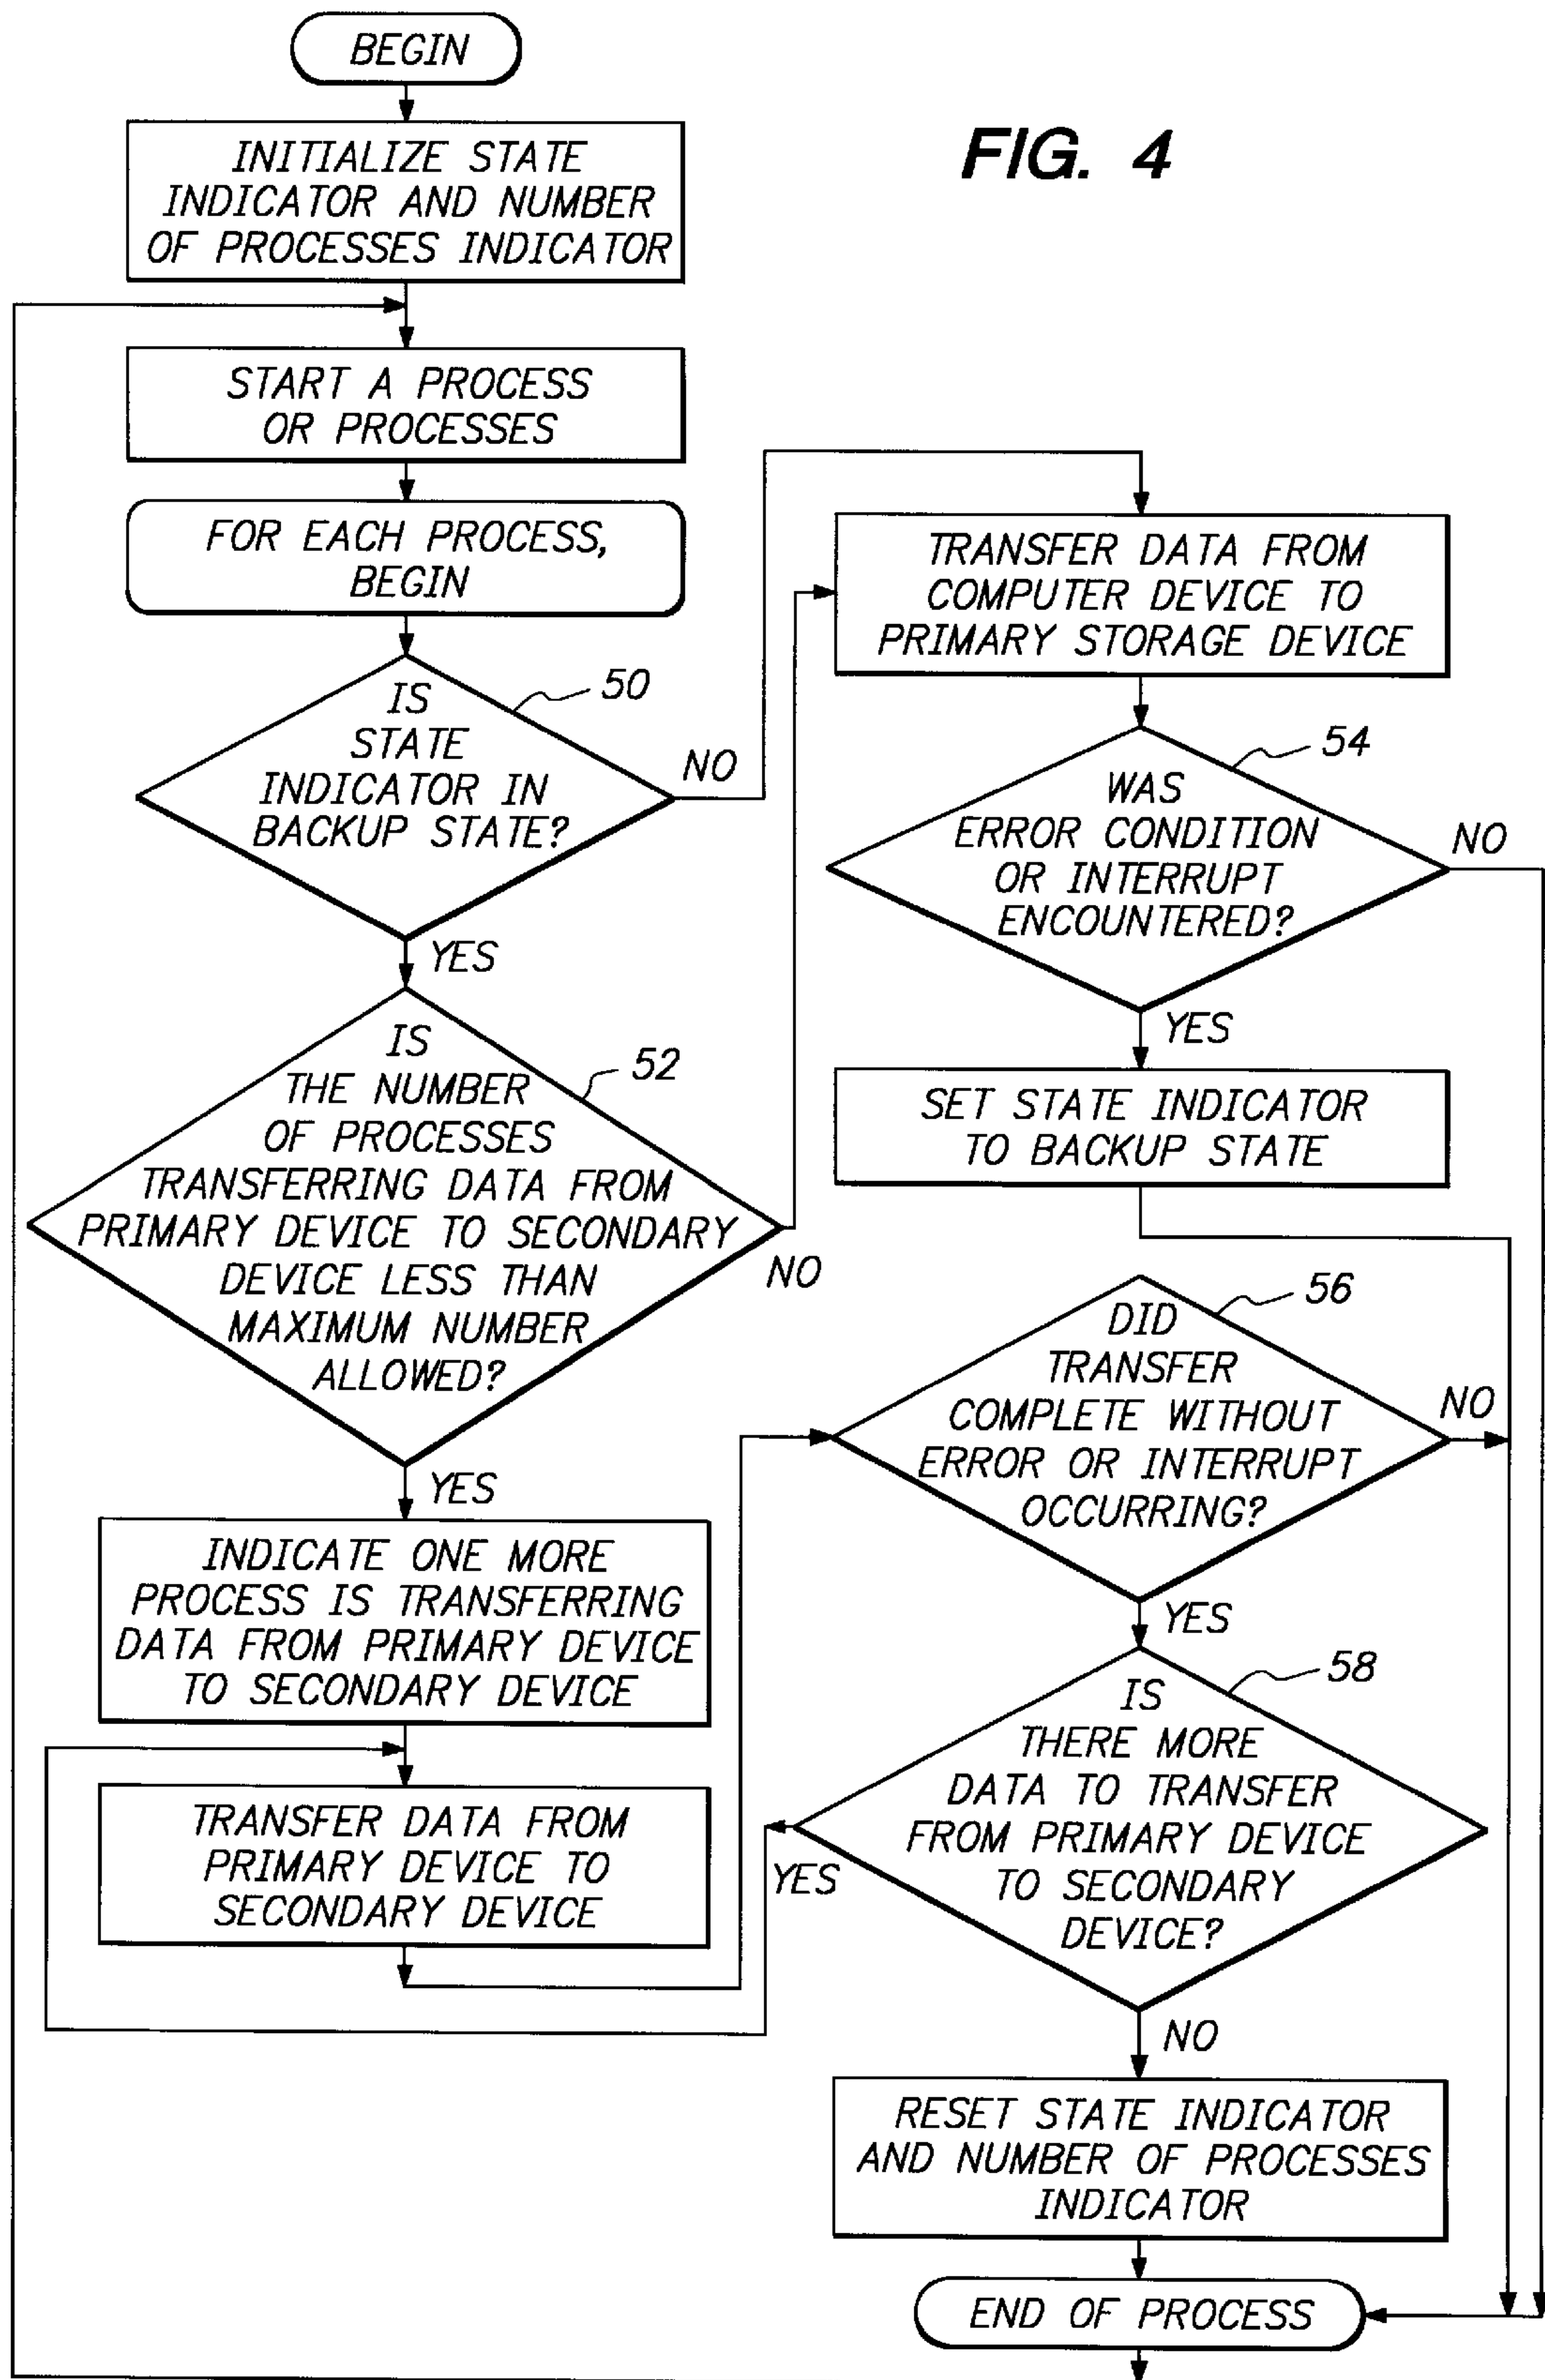 BEGIN
FIG. 4
INITIALIZE STATE
INDICATOR AND NUMBER
OF PROCESSES INDICATOR
START A PROCESS
OR PROCESSES
FOR EACH PROCESS,
BEGIN
IS
STATE
INDICATOR IN
BACKUP STATE?
50
NO
YES
IS
THE NUMBER
OF PROCESSES
TRANSFERRING DATA FROM
PRIMARY DEVICE TO SECONDARY
DEVICE LESS THAN
MAXIMUM NUMBER
ALLOWED?
52
NO
YES
INDICATE ONE MORE
PROCESS IS TRANSFERRING
DATA FROM PRIMARY DEVICE
TO SECONDARY DEVICE
TRANSFER DATA FROM
PRIMARY DEVICE TO
SECONDARY DEVICE
TRANSFER DATA FROM
COMPUTER DEVICE TO
PRIMARY STORAGE DEVICE
54
WAS
ERROR CONDITION
OR INTERRUPT
ENCOUNTERED?
NO
YES
SET STATE INDICATOR
TO BACKUP STATE
56
DID
TRANSFER
COMPLETE WITHOUT
ERROR OR INTERRUPT
OCCURRING?
NO
YES
58
IS
THERE MORE
DATA TO TRANSFER
FROM PRIMARY DEVICE
TO SECONDARY
DEVICE?
YES
NO
RESET STATE INDICATOR
AND NUMBER OF PROCESSES
INDICATOR
END OF PROCESS